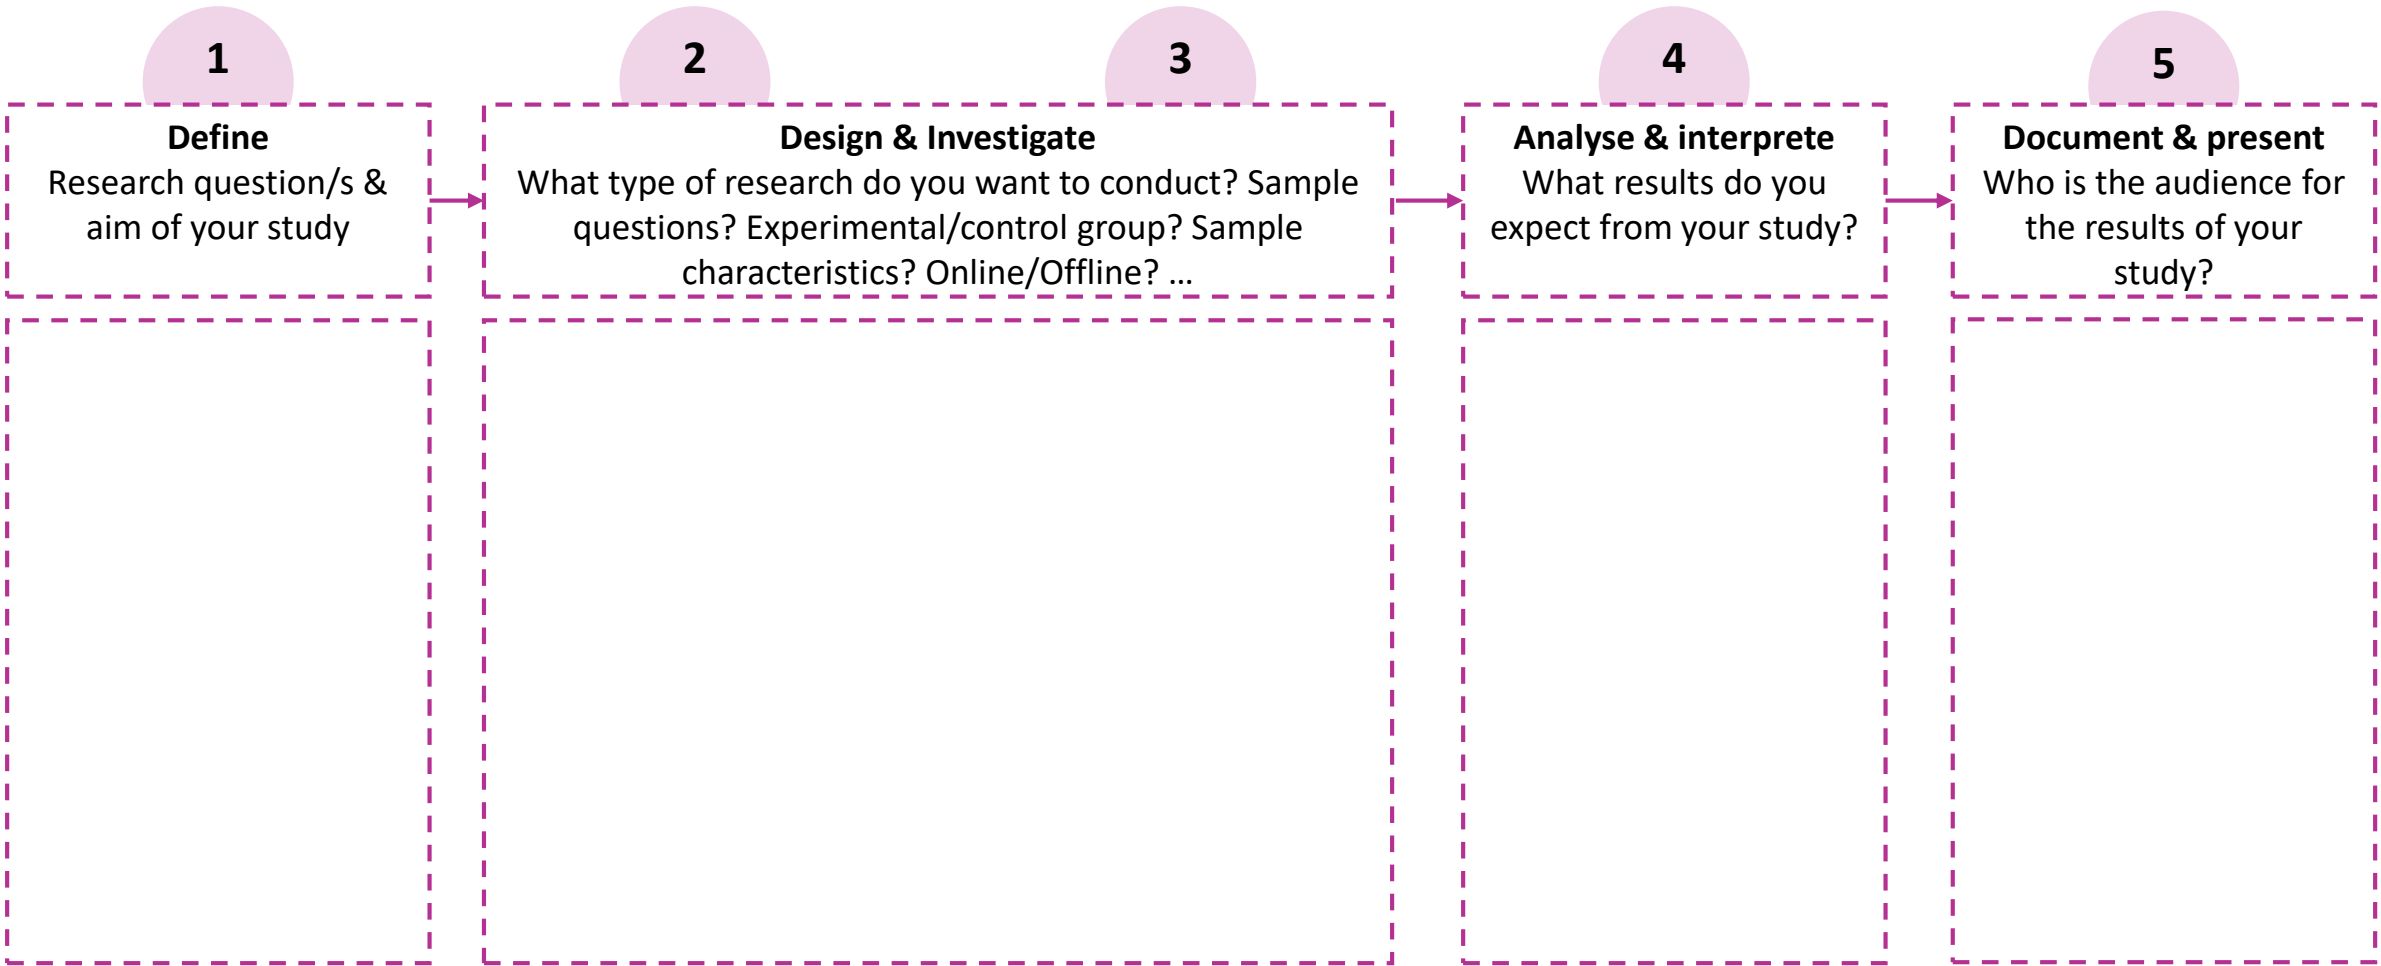 1
Define
Research question/s &
aim of your study
2
3
Design & Investigate
What type of research do you want to conduct? Sample
questions? Experimental/control group? Sample
characteristics? Online/Offline? …
4
Analyse & interprete
What results do you
expect from your study?
5
Document & present
Who is the audience for
the results of your
study?